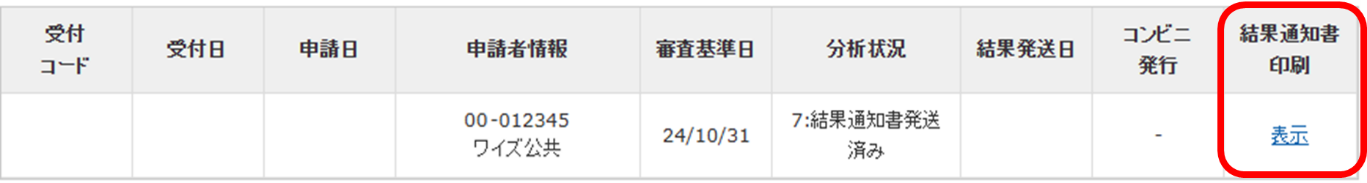 受付
コード
受付日
申請日
申請者情報
審査基準日
分析状況
結果発送日
コンビニ
発行
結果通知書
印刷
00-012345
ワイズ公共
24/10/31
7:結果通知書発送
済み
-
表示